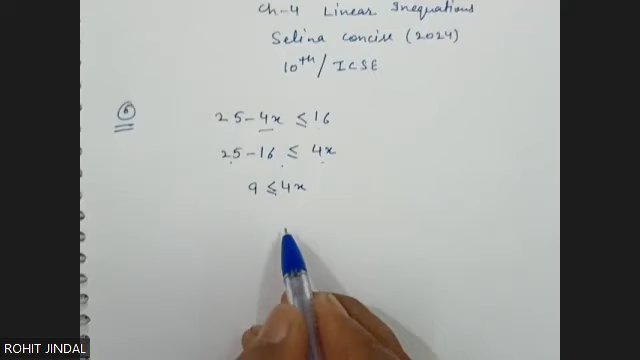 Ch-4 Linear Inequations
Selina concise (2024)
10th / ICSE
6
25 - 4x ≤ 16
25 - 16 ≤ 4x
9 ≤ 4x
ROHIT JINDAL